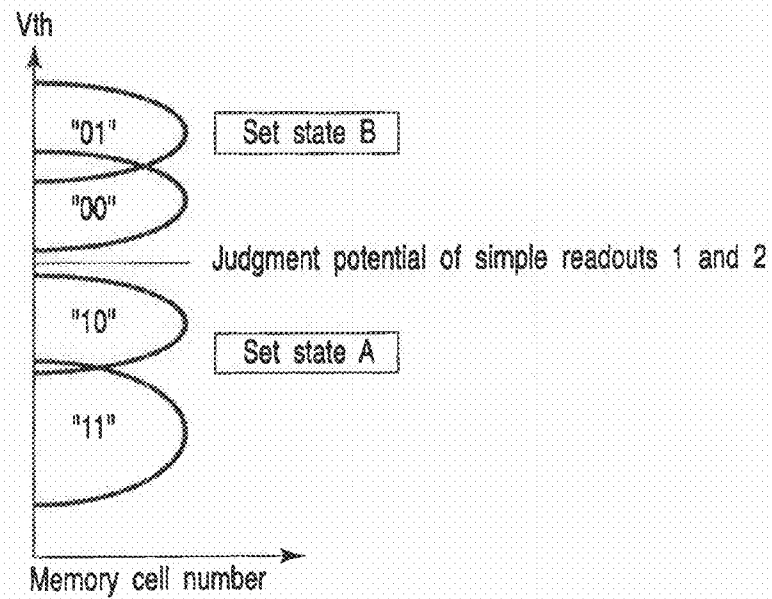 Vth
"01"
Set state B
"00"
Judgment potential of simple readouts 1 and 2
"10"
Set state A
"11"
Memory cell number